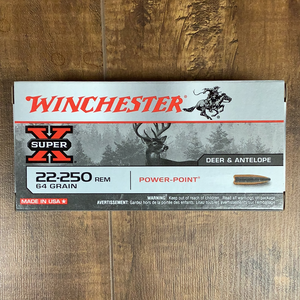 WINCHESTER
SUPER
X
DEER & ANTELOPE
22-250 REM
64 GRAIN
POWER-POINT®
MADE IN USA ★
WARNING: Keep out of reach of Children.